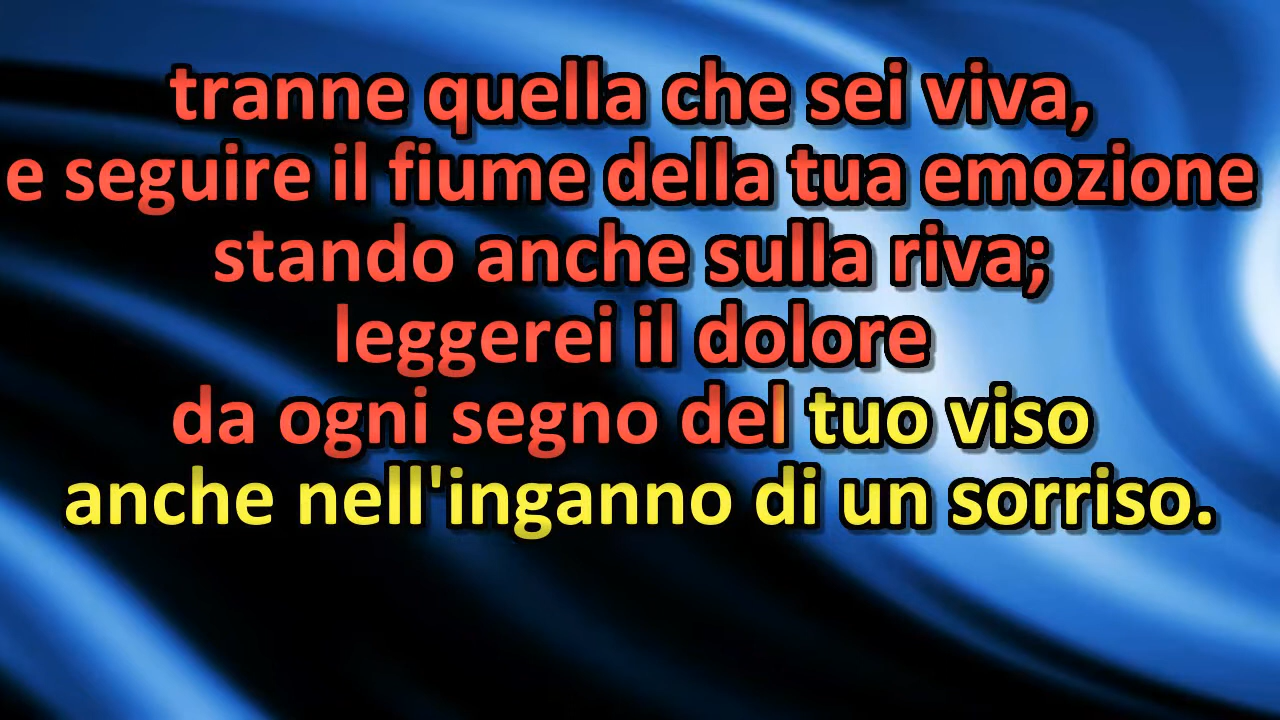 tranne quella che sei viva,
e seguire il fiume della tua emozione
stando anche sulla riva;
leggerei il dolore
da ogni segno del tuo viso
anche nell'inganno di un sorriso.